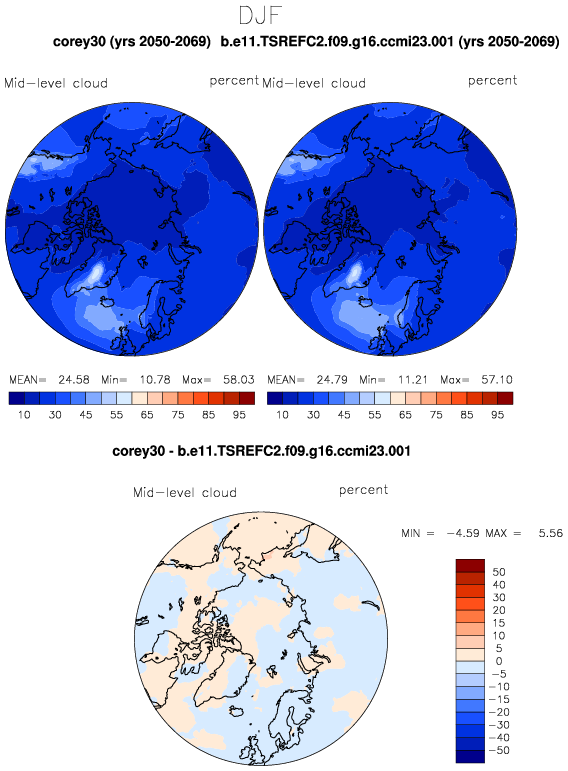 DJF
corey30 (yrs 2050-2069) b.e11.TSREFC2.f09.g16.ccmi23.001 (yrs 2050-2069)
Mid-level cloud percent Mid-level cloud percent
MEAN= 24.58 Min= 10.78 Max= 58.03 MEAN= 24.79 Min= 11.21 Max= 57.10
10 30 45 55 65 75 85 95 10 30 45 55 65 75 85 95
corey30 - b.e11.TSREFC2.f09.g16.ccmi23.001
Mid-level cloud percent
MIN = -4.59 MAX = 5.56
50
40
30
20
15
10
5
0
-5
-10
-15
-20
-30
-40
-50